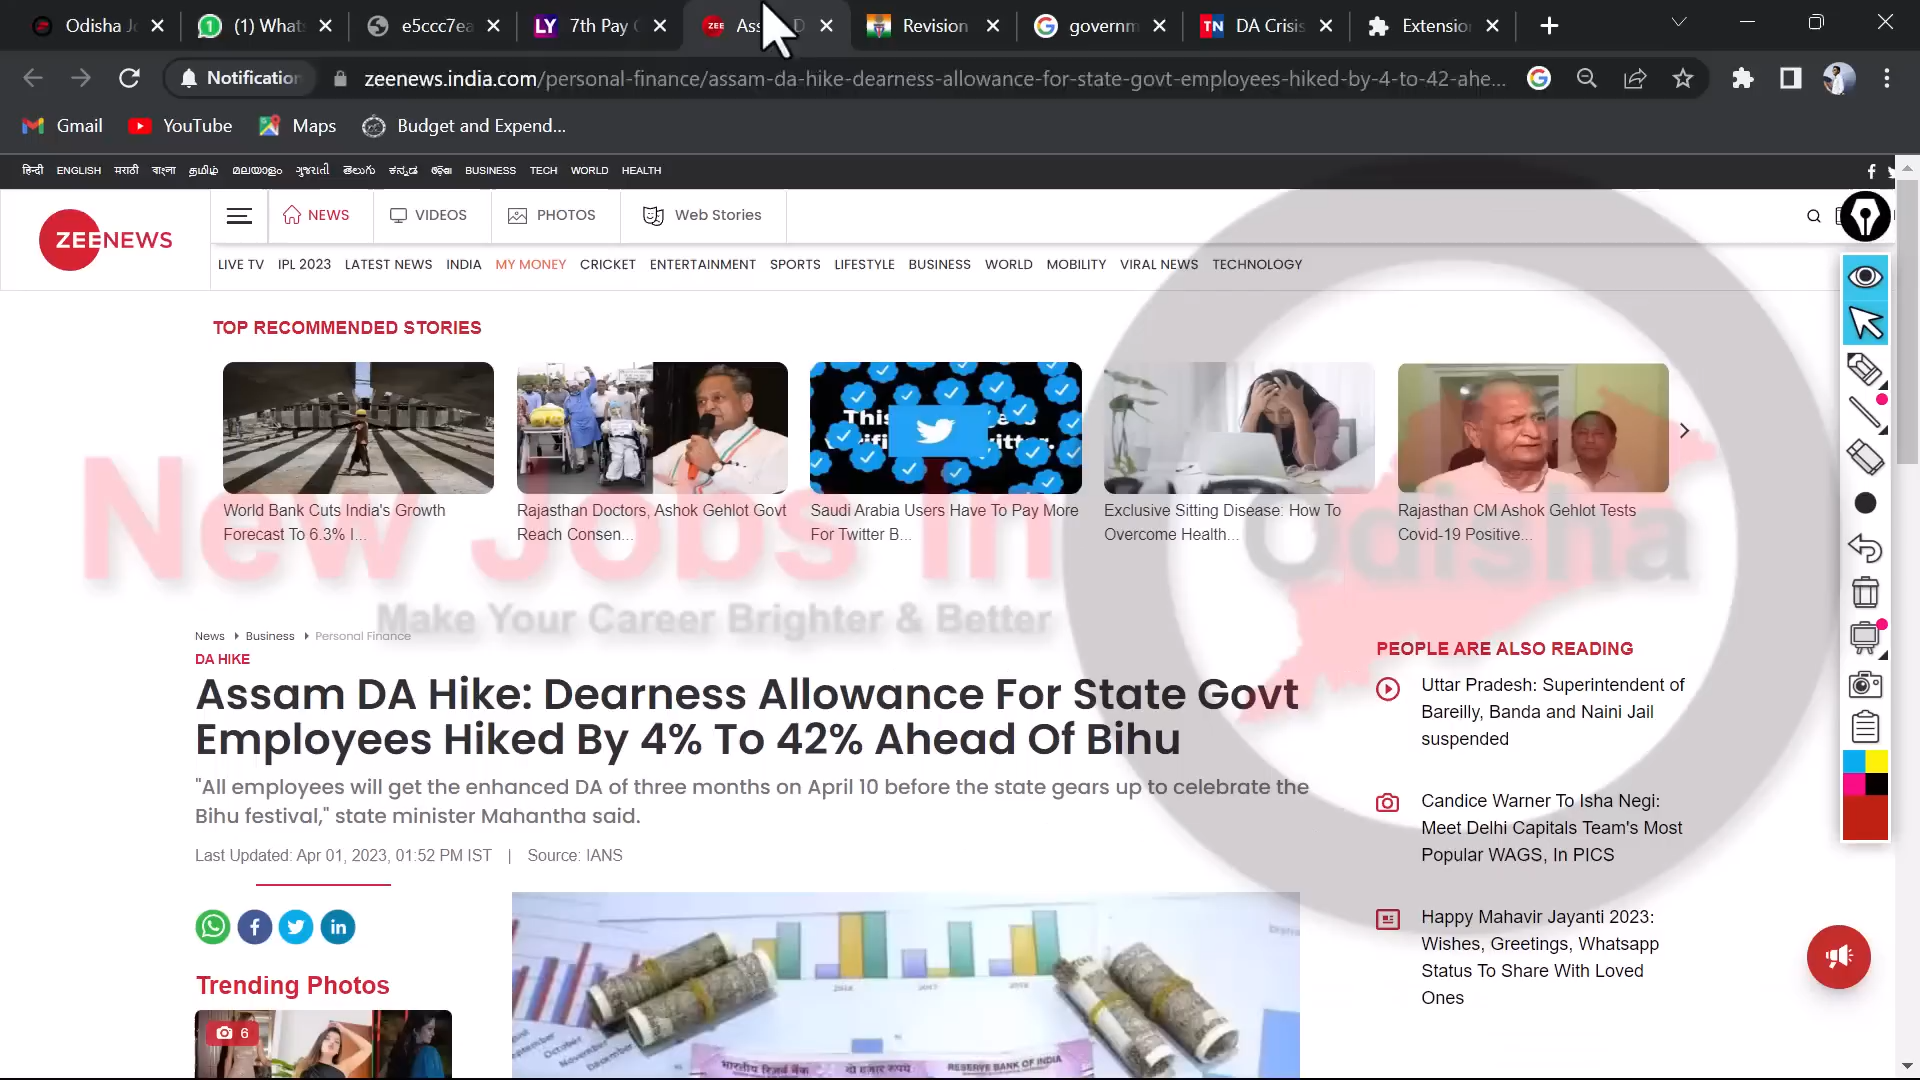 Odisha J
(1) Whats
e5ccc7ea
LY 7th Pay C
ZEE Ass D
Revision
governm
TN DA Crisis
Extension
Notification
zeenews.india.com/personal-finance/assam-da-hike-dearness-allowance-for-state-govt-employees-hiked-by-4-to-42-ahe...
Gmail YouTube Maps Budget and Expend...
हिन्दी ENGLISH मराठी বাংলা தமிழ் മലയാളം ગુજરાતી తెలుగు ಕನ್ನಡ ଓଡ଼ିଶା BUSINESS TECH WORLD HEALTH
ZEENEWS
NEWS VIDEOS PHOTOS Web Stories
LIVE TV IPL 2023 LATEST NEWS INDIA MY MONEY CRICKET ENTERTAINMENT SPORTS LIFESTYLE BUSINESS WORLD MOBILITY VIRAL NEWS TECHNOLOGY
TOP RECOMMENDED STORIES
World Bank Cuts India's Growth
Forecast To 6.3% I...
Rajasthan Doctors, Ashok Gehlot Govt
Reach Consen...
Saudi Arabia Users Have To Pay More
For Twitter B...
Exclusive Sitting Disease: How To
Overcome Health...
Rajasthan CM Ashok Gehlot Tests
Covid-19 Positive...
New Jobs In Odisha
Make Your Career Brighter & Better
News Business Personal Finance
DA HIKE
Assam DA Hike: Dearness Allowance For State Govt
Employees Hiked By 4% To 42% Ahead Of Bihu
"All employees will get the enhanced DA of three months on April 10 before the state gears up to celebrate the
Bihu festival," state minister Mahantha said.
Last Updated: Apr 01, 2023, 01:52 PM IST | Source: IANS
Trending Photos
6
RESERVE BANK OF INDIA
PEOPLE ARE ALSO READING
Uttar Pradesh: Superintendent of
Bareilly, Banda and Naini Jail
suspended
Candice Warner To Isha Negi:
Meet Delhi Capitals Team's Most
Popular WAGS, In PICS
Happy Mahavir Jayanti 2023:
Wishes, Greetings, Whatsapp
Status To Share With Loved
Ones